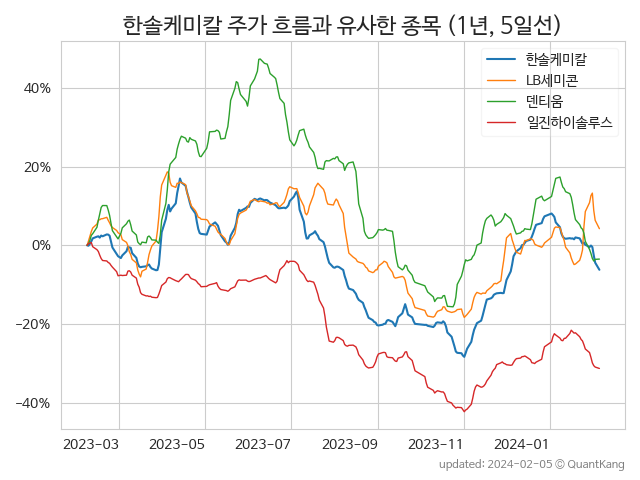 한솔케미칼 주가 흐름과 유사한 종목 (1년, 5일선)
한솔케미칼
LB세미콘
덴티움
일진하이솔루스
40%
20%
0%
−20%
−40%
2023-03 2023-05 2023-07 2023-09 2023-11 2024-01
updated: 2024-02-05 © QuantKang